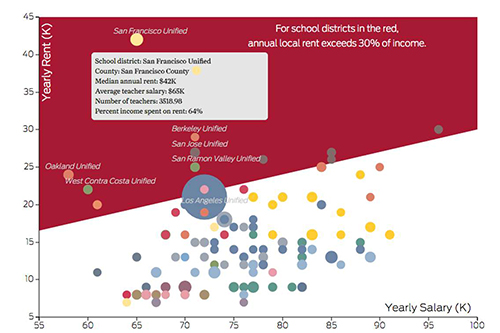 For school districts in the red,
annual local rent exceeds 30% of income.
San Francisco Unified
School district: San Francisco Unified
County: San Francisco County
Median annual rent: $42K
Average teacher salary: $65K
Number of teachers: 3518.98
Percent income spent on rent: 64%
Berkeley Unified
San Jose Unified
San Ramon Valley Unified
Oakland Unified
West Contra Costa Unified
Los Angeles Unified
Yearly Rent (K)
45
40
35
30
25
20
15
10
5
Yearly Salary (K)
55
60
65
70
75
80
85
90
95
100